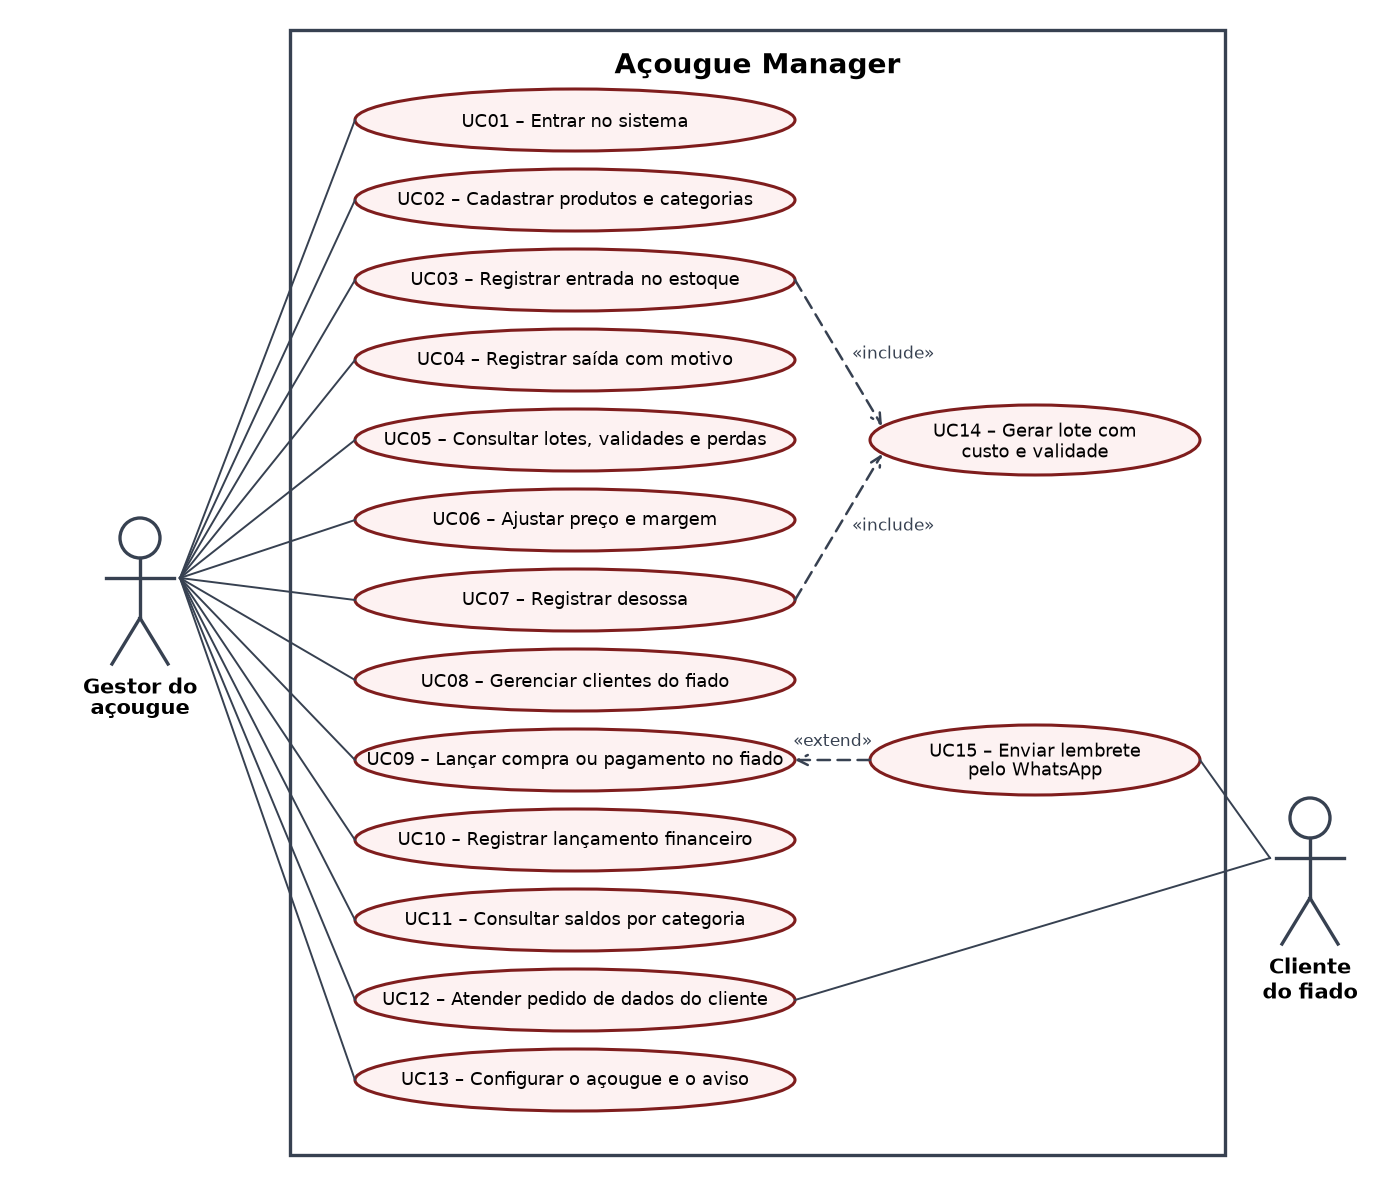 Açougue Manager
UC01 – Entrar no sistema
UC02 – Cadastrar produtos e categorias
UC03 – Registrar entrada no estoque
UC04 – Registrar saída com motivo
«include»
UC05 – Consultar lotes, validades e perdas
UC14 – Gerar lote com
custo e validade
UC06 – Ajustar preço e margem
«include»
UC07 – Registrar desossa
Gestor do
açougue
UC08 – Gerenciar clientes do fiado
UC09 – Lançar compra ou pagamento no fiado
«extend»
UC15 – Enviar lembrete
pelo WhatsApp
UC10 – Registrar lançamento financeiro
UC11 – Consultar saldos por categoria
Cliente
do fiado
UC12 – Atender pedido de dados do cliente
UC13 – Configurar o açougue e o aviso